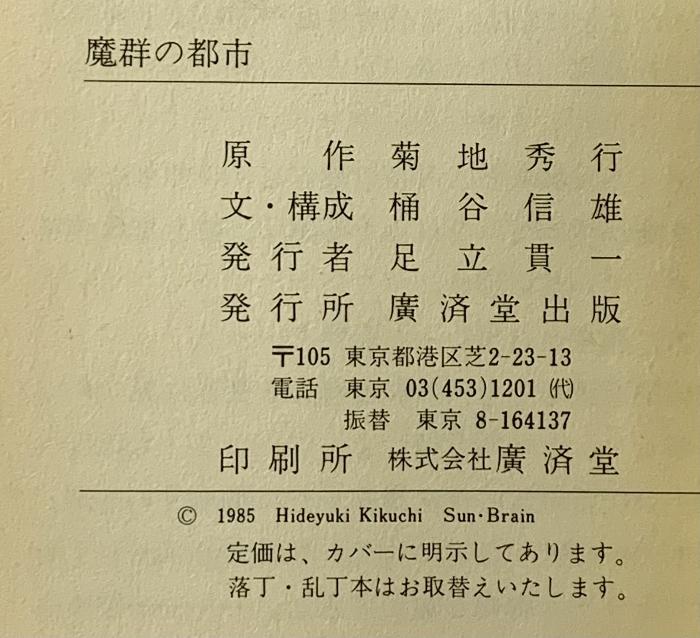 魔群の都市
原作 菊地秀行
文・構成 桶谷信雄
発行者 足立貫一
発行所 廣済堂出版
〒105 東京都港区芝2-23-13
電話 東京 03(453)1201 ㈹
振替 東京 8-164137
印刷所 株式会社廣済堂
© 1985 Hideyuki Kikuchi Sun·Brain
定価は、カバーに明示してあります。
落丁・乱丁本はお取替えいたします。